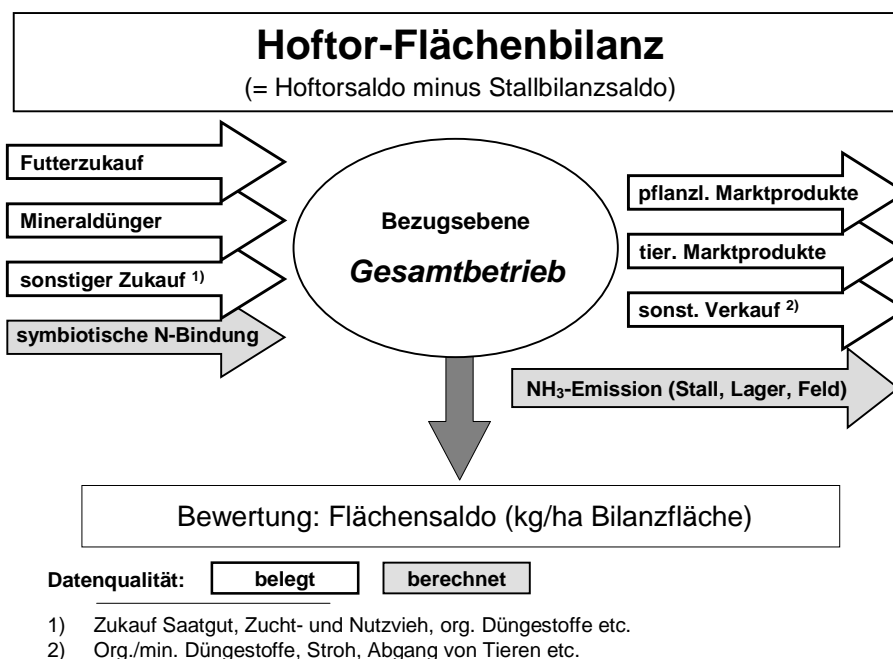 Hoftor-Flächenbilanz
(= Hoftorsaldo minus Stallbilanzsaldo)
Futterzukauf
Mineraldünger
sonstiger Zukauf ¹⁾
symbiotische N-Bindung
Bezugsebene
Gesamtbetrieb
pflanzl. Marktprodukte
tier. Marktprodukte
sonst. Verkauf ²⁾
NH₃-Emission (Stall, Lager, Feld)
Bewertung: Flächensaldo (kg/ha Bilanzfläche)
Datenqualität: belegt berechnet
1) Zukauf Saatgut, Zucht- und Nutzvieh, org. Düngestoffe etc.
2) Org./min. Düngestoffe, Stroh, Abgang von Tieren etc.